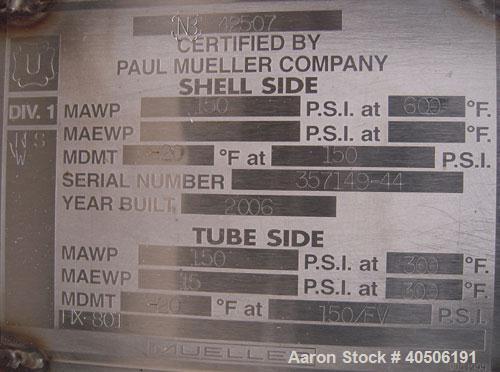 NB 42507
CERTIFIED BY
PAUL MUELLER COMPANY
U
SHELL SIDE
DIV. 1
MAWP 150 P.S.I. at 600 °F.
W S
MAEWP P.S.I. at °F.
MDMT -20 °F at 150 P.S.I.
SERIAL NUMBER 357149-44
YEAR BUILT 2006
TUBE SIDE
MAWP 150 P.S.I. at 300 °F.
MAEWP 15 P.S.I. at 300 °F.
MDMT -20 °F at 150/FV P.S.I.
HX-801
MUELLER
Aaron Stock # 40506191